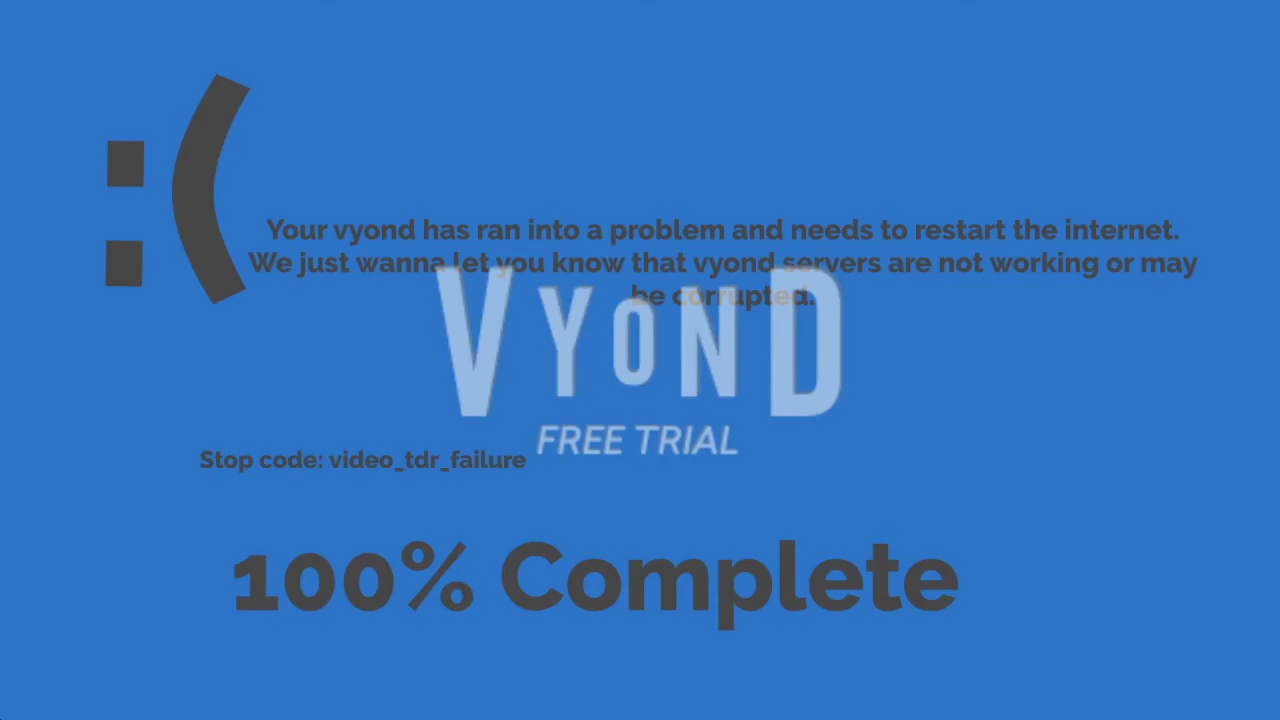 :(
Your vyond has ran into a problem and needs to restart the internet.
We just wanna let you know that vyond servers are not working or may
be corrupted.
VYOND
FREE TRIAL
Stop code: video_tdr_failure
100% Complete